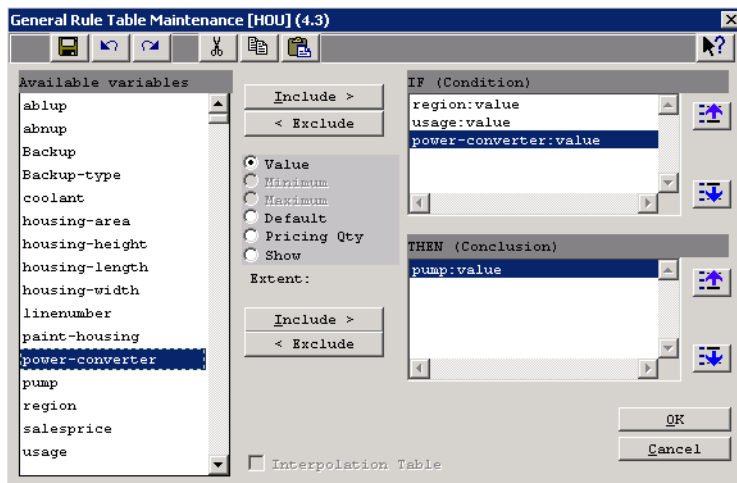 General Rule Table Maintenance [HOU] (4.3)
Available variables
ablup
abnup
Backup
Backup-type
coolant
housing-area
housing-height
housing-length
housing-width
linenumber
paint-housing
power-converter
pump
region
salesprice
usage
Include >
< Exclude
Value
Minimum
Maximum
Default
Pricing Qty
Show
Extent:
Include >
< Exclude
Interpolation Table
IF (Condition)
region:value
usage:value
power-converter:value
THEN (Conclusion)
pump:value
OK
Cancel